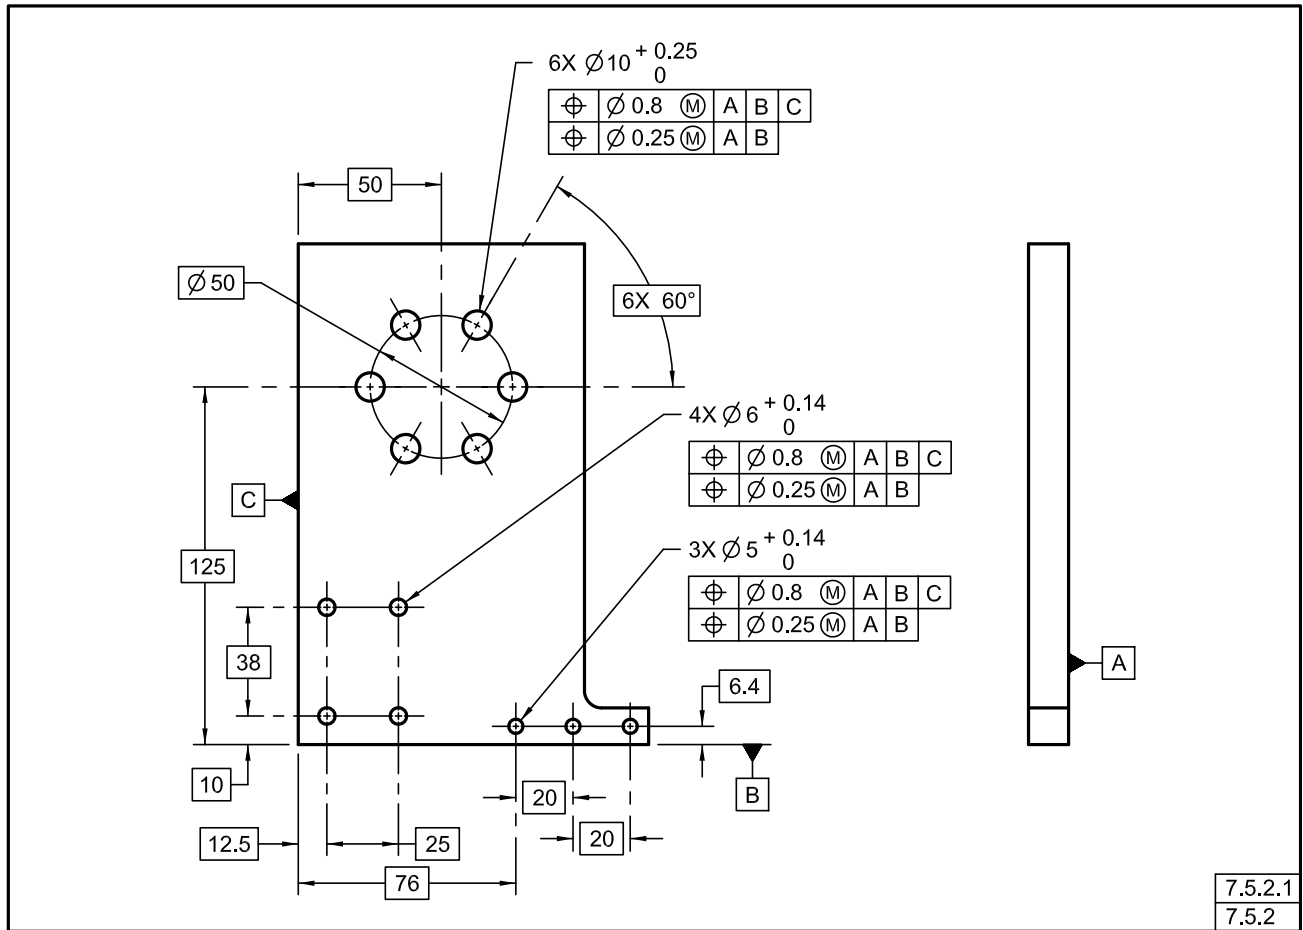 6X ∅10 + 0.25
0
⌖ ∅ 0.8 Ⓜ A B C
⌖ ∅ 0.25 Ⓜ A B
50
∅ 50
6X 60°
4X ∅ 6 + 0.14
0
⌖ ∅ 0.8 Ⓜ A B C
⌖ ∅ 0.25 Ⓜ A B
C
3X ∅ 5 + 0.14
0
125
⌖ ∅ 0.8 Ⓜ A B C
⌖ ∅ 0.25 Ⓜ A B
38
A
6.4
10
20
B
12.5
25
20
76
7.5.2.1
7.5.2